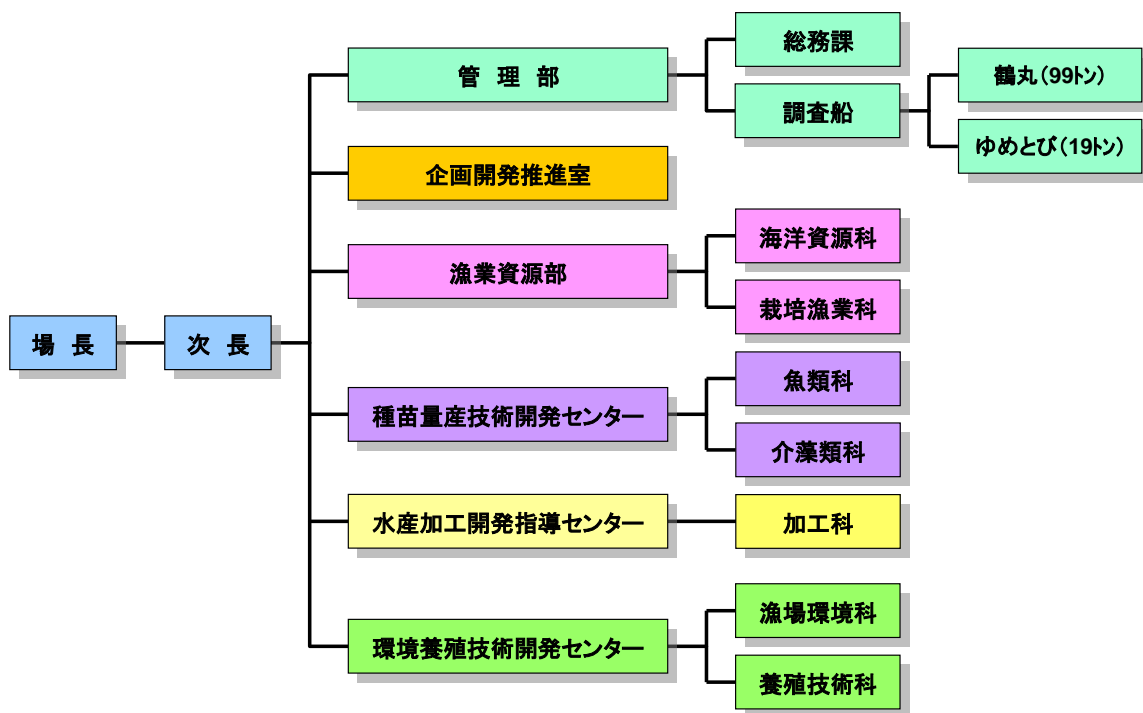 場 長
次 長
管 理 部
総務課
調査船
鶴丸（99トン）
ゆめとび（19トン）
企画開発推進室
漁業資源部
海洋資源科
栽培漁業科
種苗量産技術開発センター
魚類科
介藻類科
水産加工開発指導センター
加工科
環境養殖技術開発センター
漁場環境科
養殖技術科